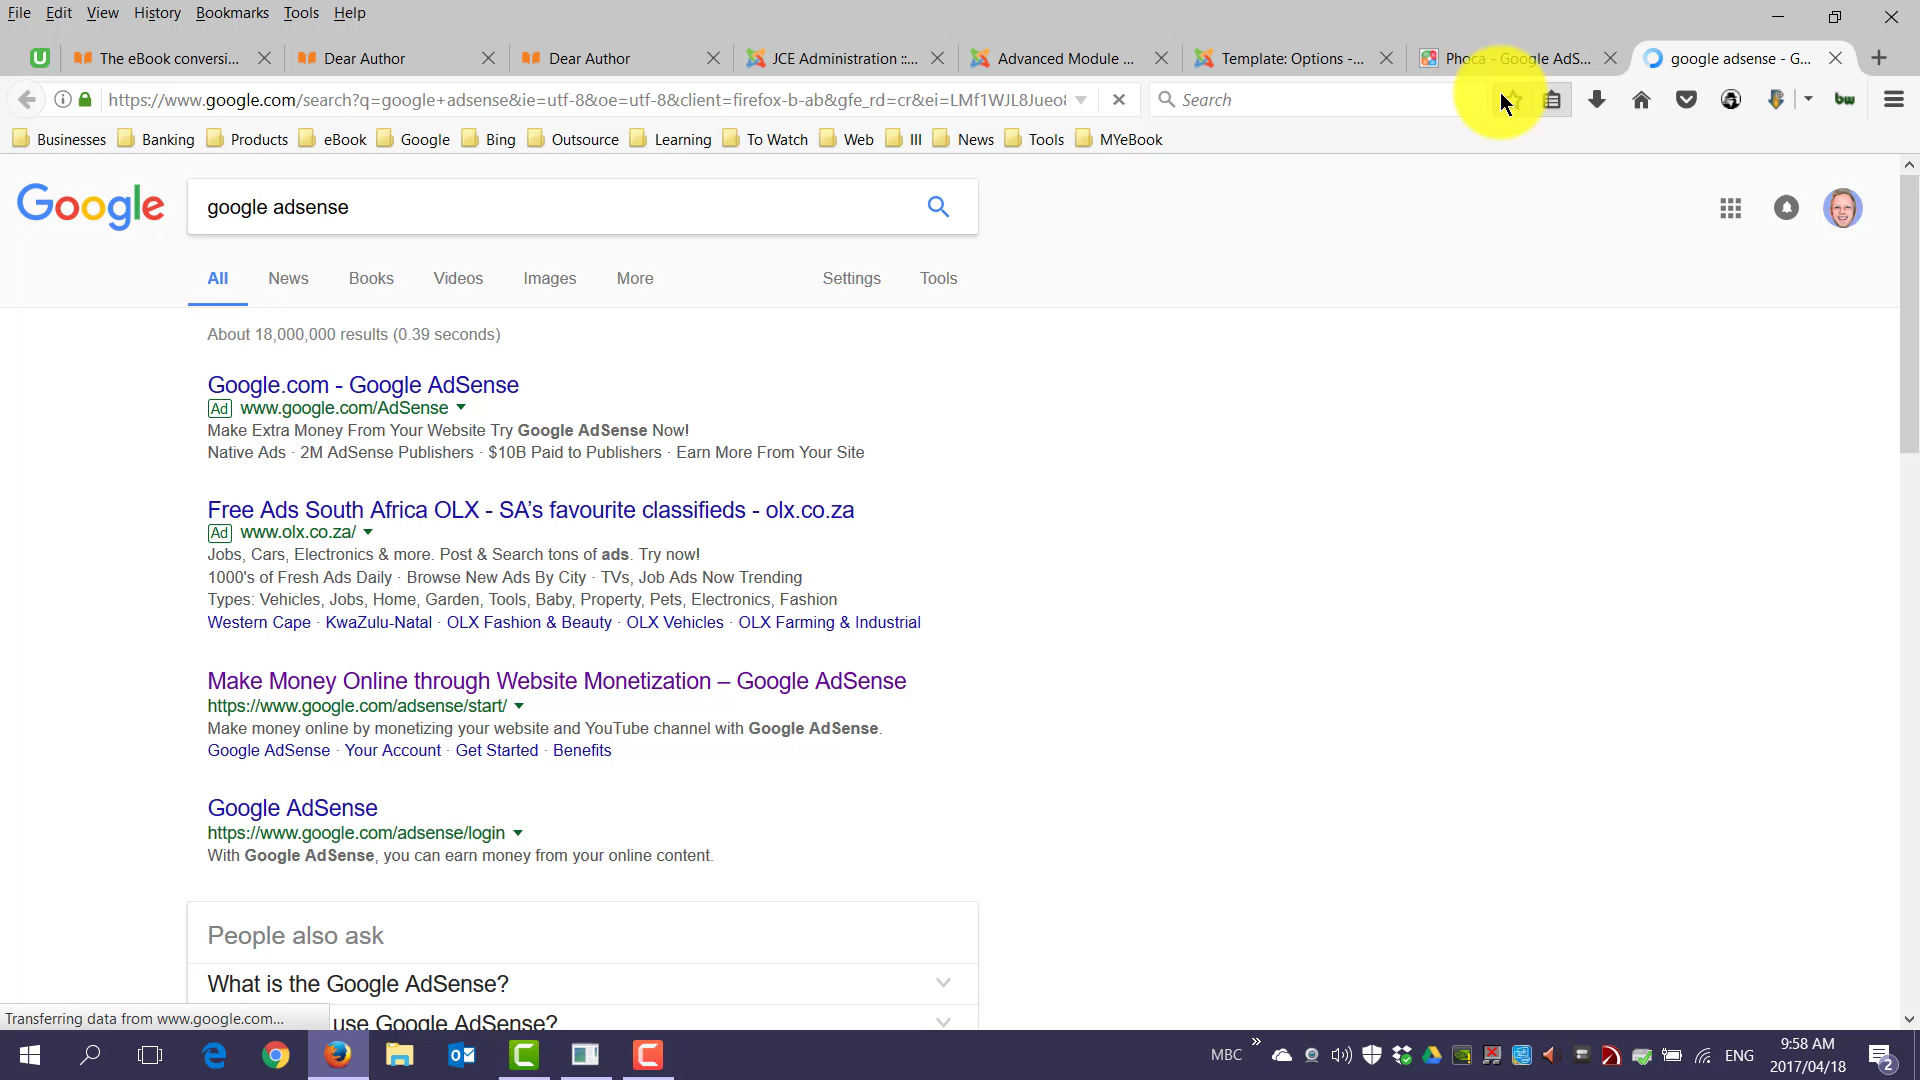 File Edit View History Bookmarks Tools Help
The eBook conversi... Dear Author Dear Author JCE Administration ::... Advanced Module ... Template: Options -... Phoca - Google AdS... google adsense - G...
https://www.google.com/search?q=google+adsense&ie=utf-8&oe=utf-8&client=firefox-b-ab&gfe_rd=cr&ei=LMf1WJL8Jueo8 Search bw
Businesses Banking Products eBook Google Bing Outsource Learning To Watch Web III News Tools MYeBook
Google google adsense
All News Books Videos Images More Settings Tools
About 18,000,000 results (0.39 seconds)
Google.com - Google AdSense
Ad www.google.com/AdSense
Make Extra Money From Your Website Try Google AdSense Now!
Native Ads · 2M AdSense Publishers · $10B Paid to Publishers · Earn More From Your Site
Free Ads South Africa OLX - SA's favourite classifieds - olx.co.za
Ad www.olx.co.za/
Jobs, Cars, Electronics & more. Post & Search tons of ads. Try now!
1000's of Fresh Ads Daily · Browse New Ads By City · TVs, Job Ads Now Trending
Types: Vehicles, Jobs, Home, Garden, Tools, Baby, Property, Pets, Electronics, Fashion
Western Cape · KwaZulu-Natal · OLX Fashion & Beauty · OLX Vehicles · OLX Farming & Industrial
Make Money Online through Website Monetization – Google AdSense
https://www.google.com/adsense/start/
Make money online by monetizing your website and YouTube channel with Google AdSense.
Google AdSense · Your Account · Get Started · Benefits
Google AdSense
https://www.google.com/adsense/login
With Google AdSense, you can earn money from your online content.
People also ask
What is the Google AdSense?
use Google AdSense?
Transferring data from www.google.com...
MBC ENG 9:58 AM
2017/04/18 2